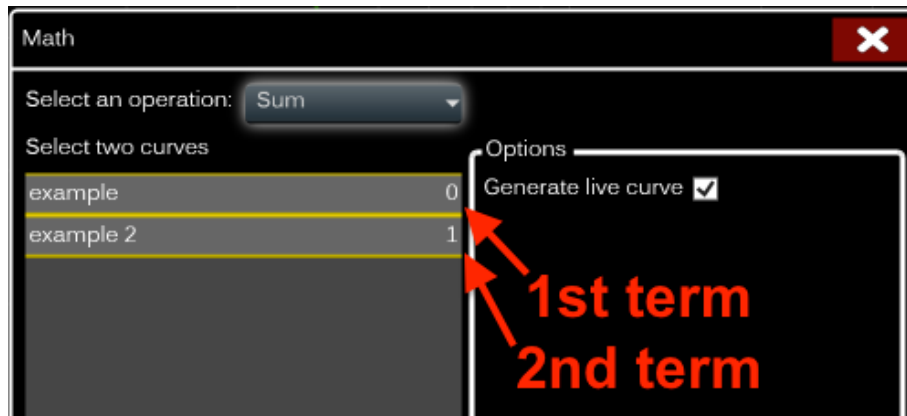 Math
Select an operation: Sum
Select two curves
Options
example 0
Generate live curve
example 2 1
1st term
2nd term